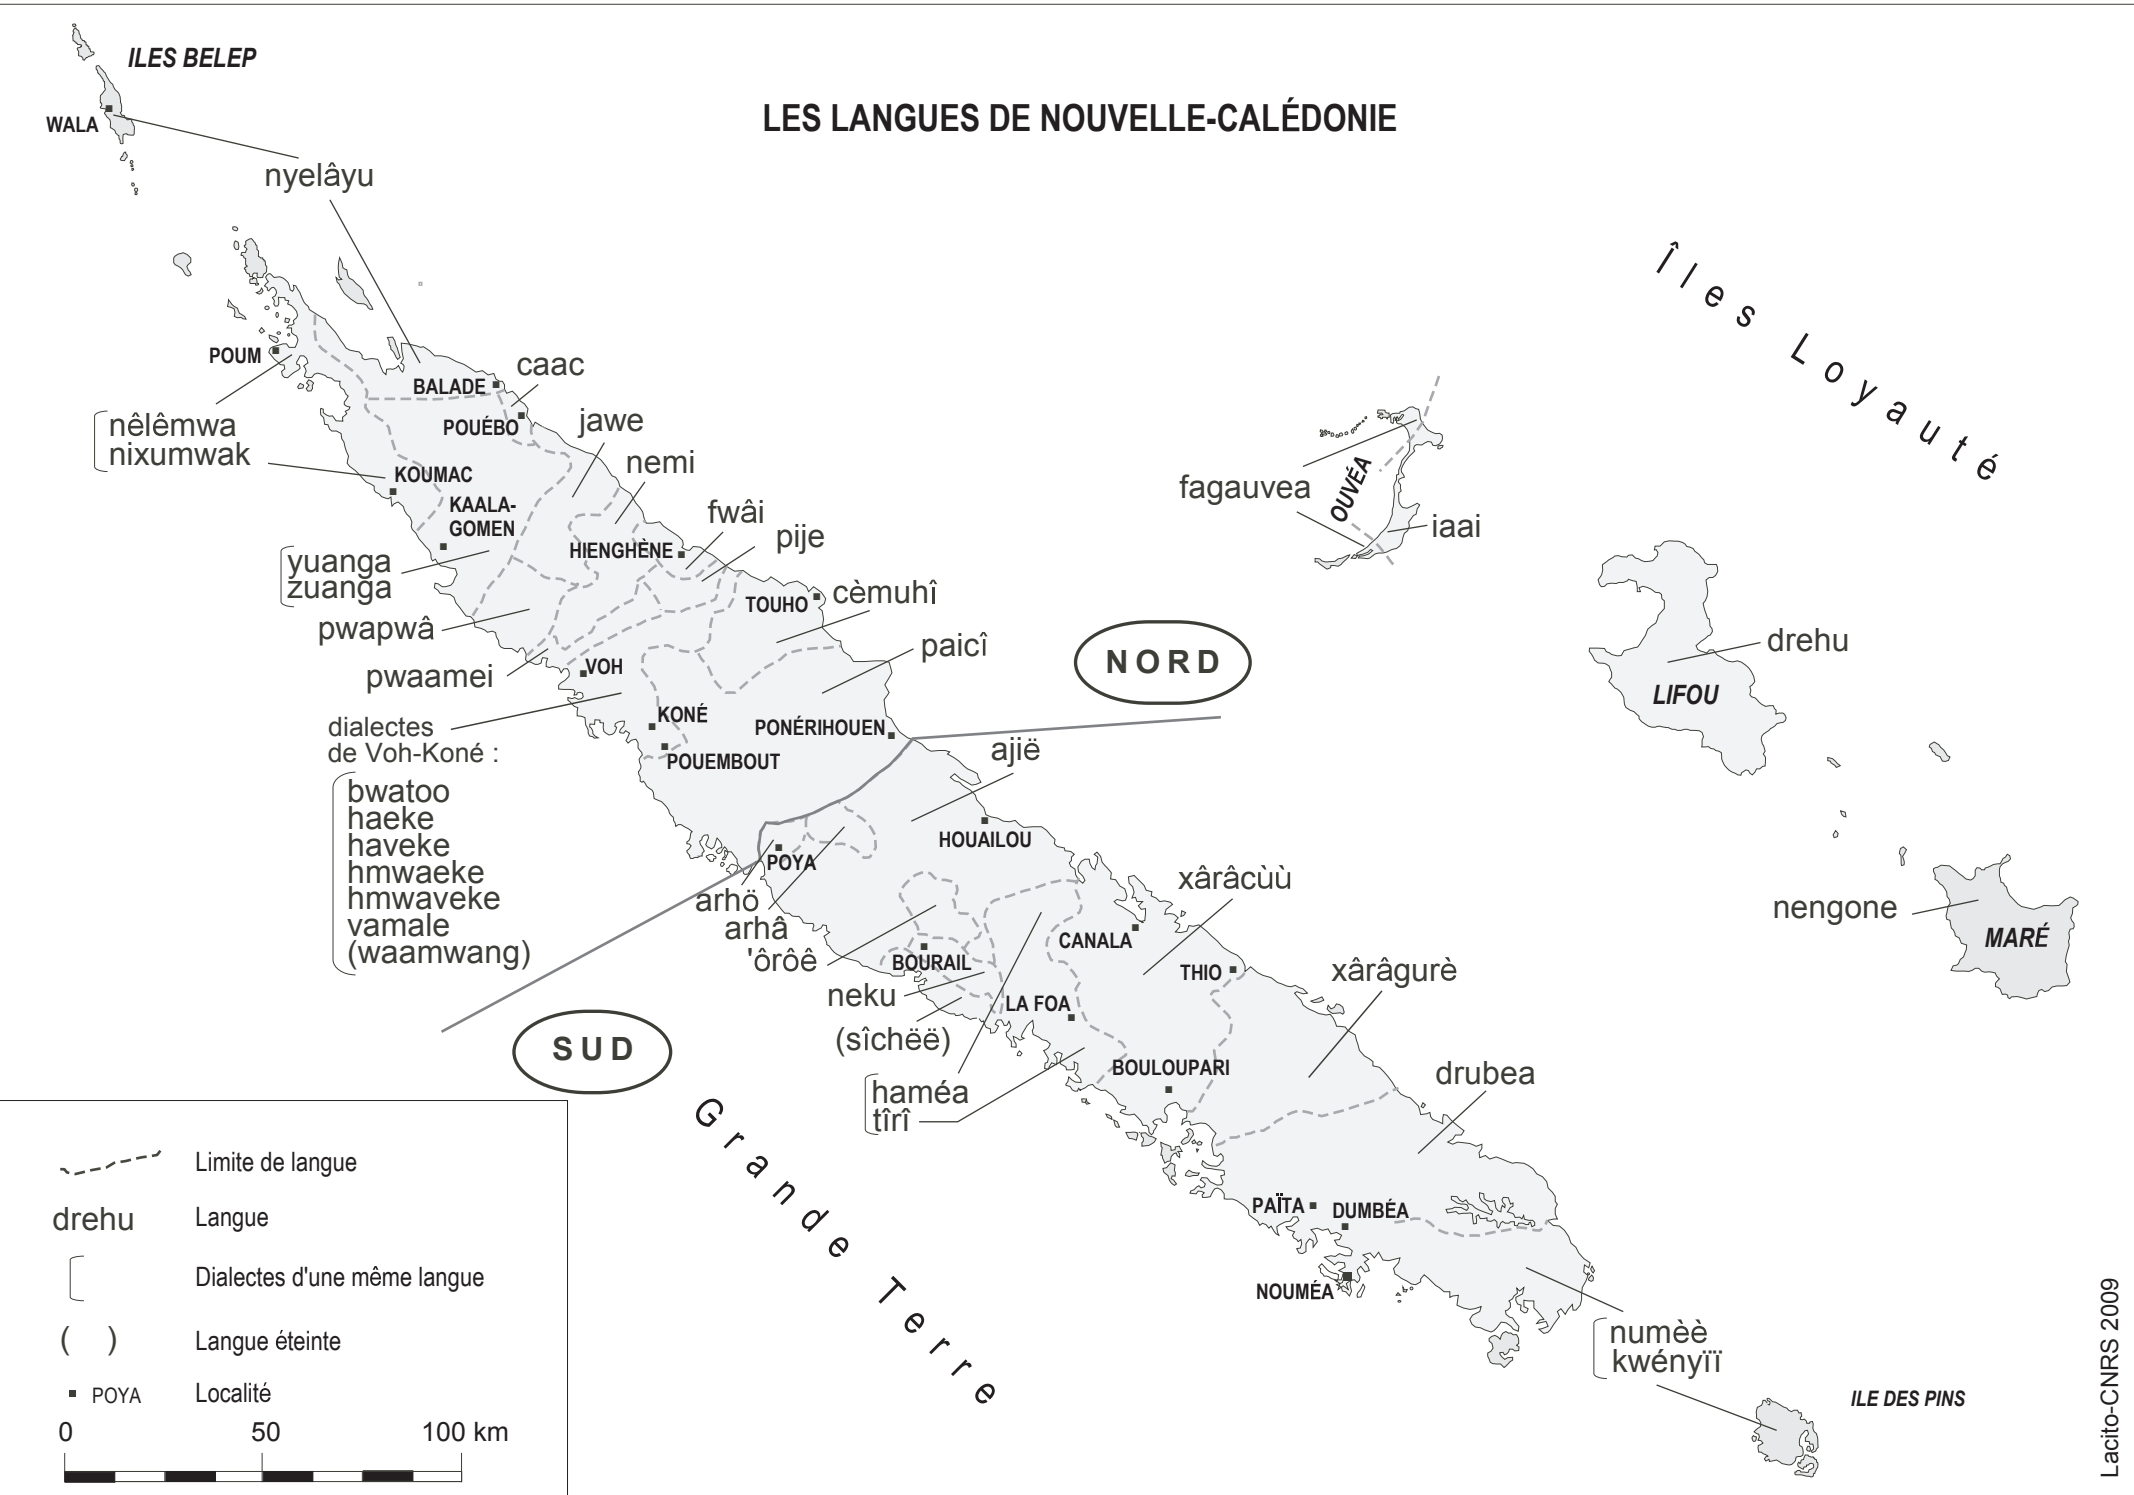 LES LANGUES DE NOUVELLE-CALÉDONIE
ILES BELEP
WALA
nyelâyu
Îles Loyauté
POUM
BALADE
caac
POUÉBO
jawe
nêlêmwa
nixumwak
KOUMAC
nemi
KAALA-
GOMEN
fwâi
HIENGHÈNE
pije
yuanga
zuanga
TOUHO
cèmuhî
pwapwâ
paicî
pwaamei
VOH
NORD
dialectes
de Voh-Koné :
KONÉ
PONÉRIHOUEN
POUEMBOUT
ajië
bwatoo
haeke
haveke
hmwaeke
hmwaveke
vamale
(waamwang)
fagauvea
OUVÉA
iaai
drehu
LIFOU
nengone
MARÉ
HOUAILOU
POYA
arhö
arhâ
'ôrôê
xârâcùù
CANALA
BOURAIL
neku
THIO
xârâgurè
LA FOA
(sîchëë)
SUD
BOULOUPARI
haméa
tîrî
drubea
Grande Terre
PAÏTA
DUMBÉA
NOUMÉA
numèè
kwényïï
ILE DES PINS
Limite de langue
drehu
Langue
Dialectes d'une même langue
( )
Langue éteinte
POYA
Localité
0 50 100 km
Lacito-CNRS 2009